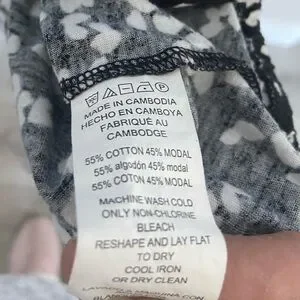 MADE IN CAMBODIA
HECHO EN CAMBOYA
FABRIQUÉ AU
CAMBODGE
55% COTTON 45% MODAL
55% algodón 45% modal
55% COTON 45% MODAL
MACHINE WASH COLD
ONLY NON-CHLORINE
BLEACH
RESHAPE AND LAY FLAT
TO DRY
COOL IRON
OR DRY CLEAN